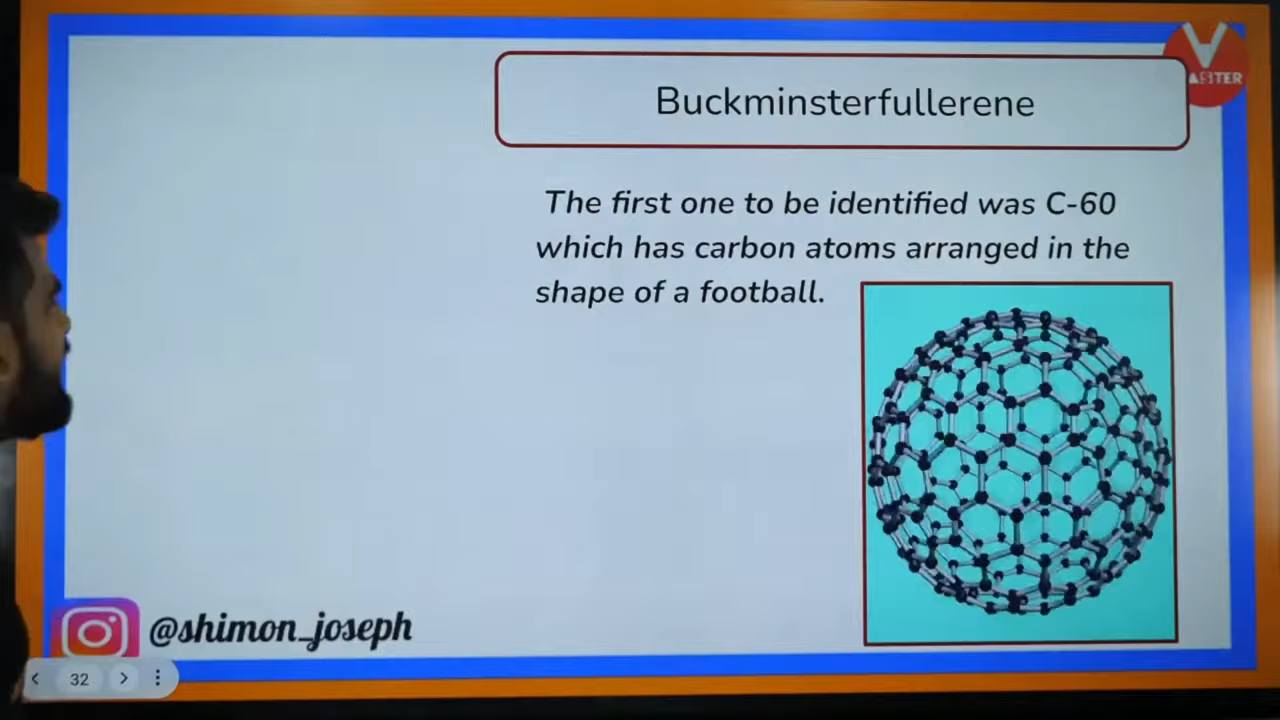 Buckminsterfullerene
The first one to be identified was C-60
which has carbon atoms arranged in the
shape of a football.
@shimon_joseph
32